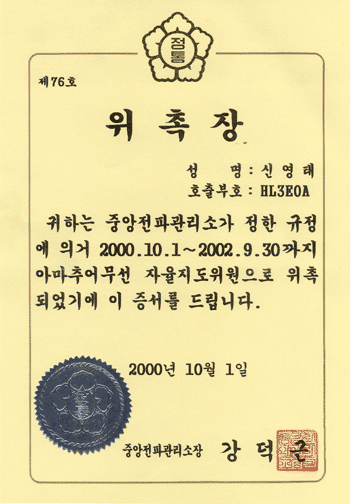 정통
제76호
위촉장
성 명 : 신영태
호출부호 : HL3EOA
귀하는 중앙전파관리소가 정한 규정
에 의거 2000.10.1~2002.9.30까지
아마추어무선 자율지도위원으로 위촉
되었기에 이 증서를 드립니다.
2000년 10월 1일
중앙전파관리소장 강덕근